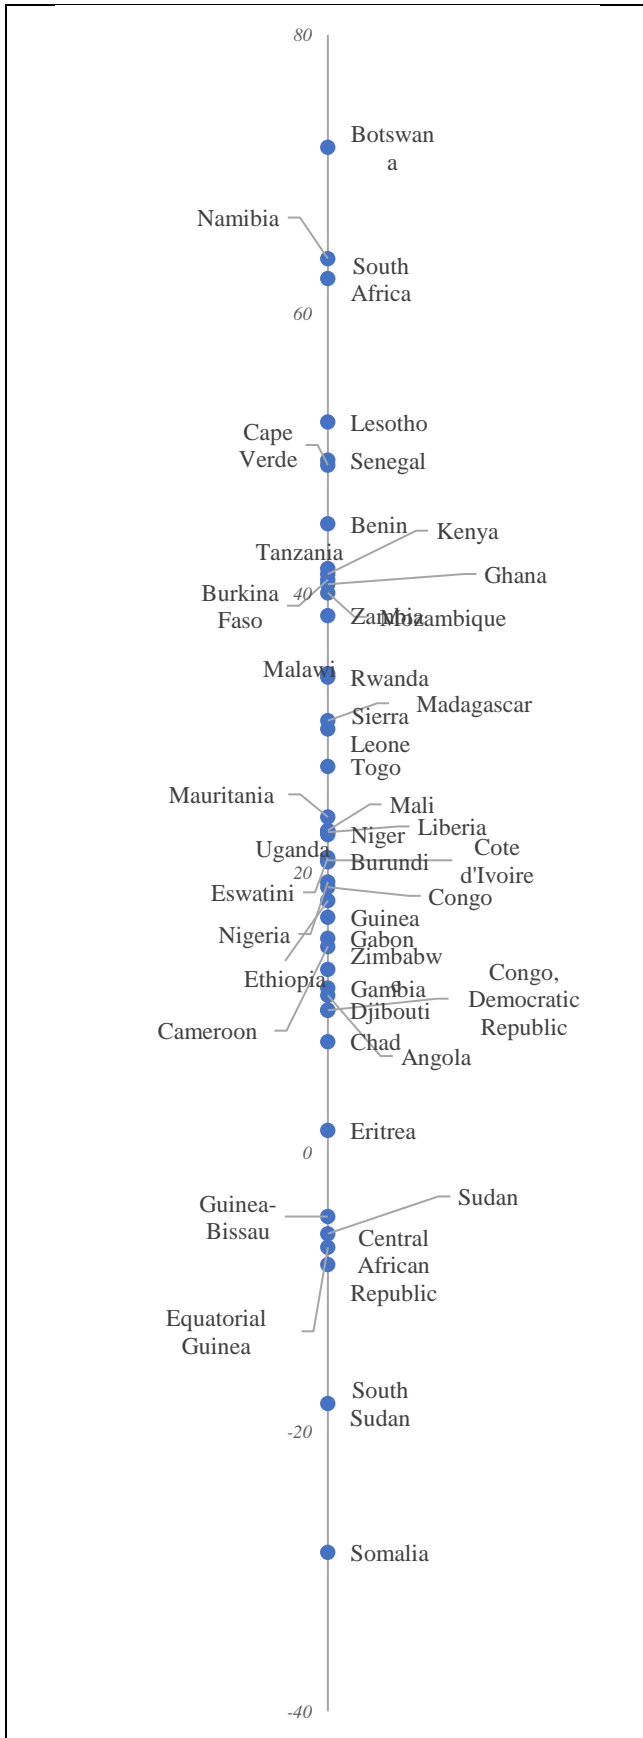 80
Botswan
a
Namibia
South
Africa
60
Lesotho
Cape
Verde
Senegal
Benin
Kenya
Tanzania
Ghana
40
Burkina
Faso
Zambia
Mozambique
Malawi
Rwanda
Madagascar
Sierra
Leone
Togo
Mauritania
Mali
Liberia
Niger
Uganda
Cote
d'Ivoire
Burundi
20
Eswatini
Congo
Guinea
Nigeria
Gabon
Zimbabw
e
Ethiopia
Congo,
Democratic
Republic
Gambia
Djibouti
Cameroon
Chad
Angola
Eritrea
0
Guinea-
Bissau
Sudan
Central
African
Republic
Equatorial
Guinea
South
Sudan
-20
Somalia
-40